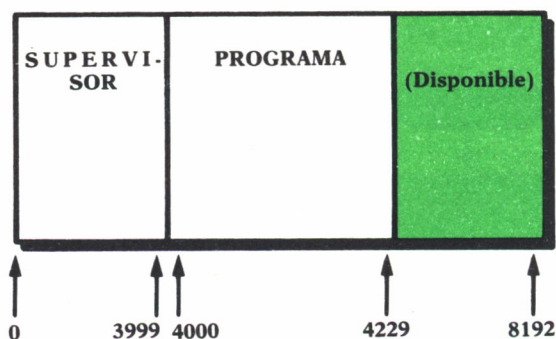 SUPERVI-
SOR
PROGRAMA
(Disponible)
0
3999
4000
4229
8192